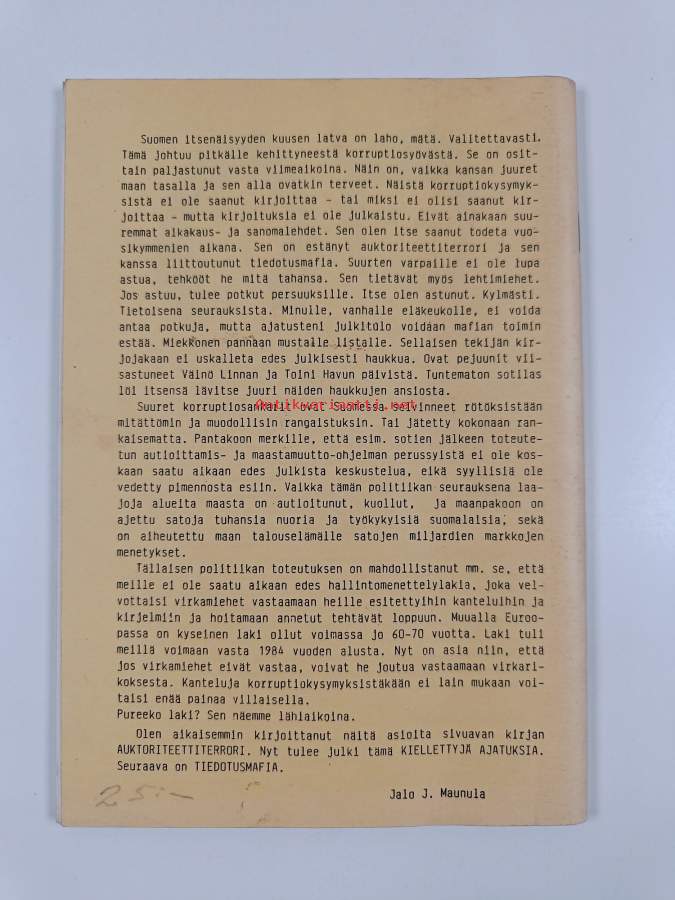 Suomen itsenäisyyden kuusen latva on laho, mätä. Valitettavasti.
Tämä johtuu pitkälle kehittyneestä korruptiosyövästä. Se on osit-
tain paljastunut vasta viimeaikoina. Näin on, vaikka kansan juuret
maan tasalla ja sen alla ovatkin terveet. Näistä korruptiokysymyk-
sistä ei ole saanut kirjoittaa - tai miksi ei olisi saanut kir-
joittaa - mutta kirjoituksia ei ole julkaistu. Eivät ainakaan suu-
remmat aikakaus- ja sanomalehdet. Sen olen itse saanut todeta vuo-
sikymmenien aikana. Sen on estänyt auktoriteettiterrori ja sen
kanssa liittoutunut tiedotusmafia. Suurten varpaille ei ole lupa
astua, tehkööt he mitä tahansa. Sen tietävät myös lehtimiehet.
Jos astuu, tulee potkut persuuksille. Itse olen astunut. Kylmästi.
Tietoisena seurauksista. Minulle, vanhalle eläkeukolle, ei voida
antaa potkuja, mutta ajatusteni julkitulo voidaan mafian toimin
estää. Miekkonen pannaan mustalle listalle. Sellaisen tekijän kir-
jojakaan ei uskalleta edes julkisesti haukkua. Ovat pejuunit vii-
sastuneet Väinö Linnan ja Toini Havun päivistä. Tuntematon sotilas
löi itsensä lävitse juuri näiden haukkujen ansiosta.
Suuret korruptiosankarit ovat Suomessa selvinneet rötöksistään
Antikvariaatti.net
mitättömin ja muodollisin rangaistuksin. Tai jätetty kokonaan ran-
kaisematta. Pantakoon merkille, että esim. sotien jälkeen toteute-
tun autioittamis- ja maastamuutto-ohjelman perussyistä ei ole kos-
kaan saatu aikaan edes julkista keskustelua, eikä syyllisiä ole
vedetty pimennosta esiin. Vaikka tämän politiikan seurauksena laa-
joja alueita maasta on autioitunut, kuollut, ja maanpakoon on
ajettu satoja tuhansia nuoria ja työkykyisiä suomalaisia, sekä
on aiheutettu maan talouselämälle satojen miljardien markkojen
menetykset.
Tällaisen politiikan toteutuksen on mahdollistanut mm. se, että
meille ei ole saatu aikaan edes hallintomenettelylakia, joka vel-
vottaisi virkamiehet vastaamaan heille esitettyihin kanteluihin ja
kirjelmiin ja hoitamaan annetut tehtävät loppuun. Muualla Euroo-
passa on kyseinen laki ollut voimassa jo 60-70 vuotta. Laki tuli
meillä voimaan vasta 1984 vuoden alusta. Nyt on asia niin, että
jos virkamiehet eivät vastaa, voivat he joutua vastaamaan virkari-
koksesta. Kanteluja korruptiokysymyksistäkään ei lain mukaan voi-
taisi enää painaa villaisella.
Pureeko laki? Sen näemme lähiaikoina.
Olen aikaisemmin kirjoittanut näitä asioita sivuavan kirjan
AUKTORITEETTITERRORI. Nyt tulee julki tämä KIELLETTYJÄ AJATUKSIA.
Seuraava on TIEDOTUSMAFIA.
Jalo J. Maunula
25:-